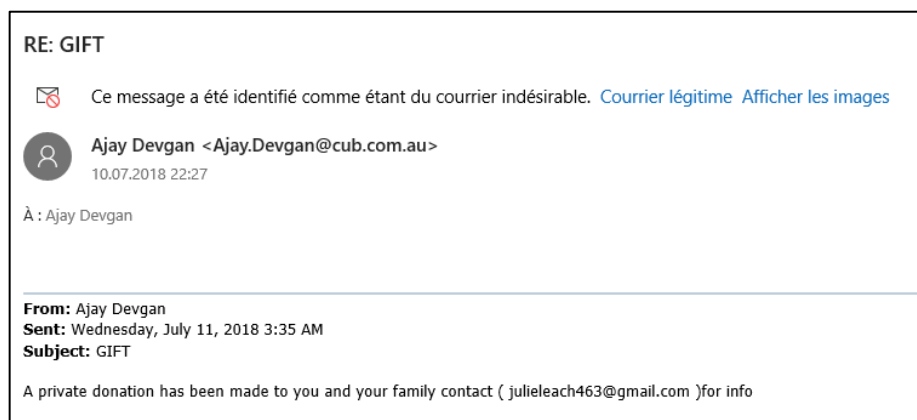 RE: GIFT
Ce message a été identifié comme étant du courrier indésirable. Courrier légitime Afficher les images
Ajay Devgan <Ajay.Devgan@cub.com.au>
10.07.2018 22:27
À : Ajay Devgan
From: Ajay Devgan
Sent: Wednesday, July 11, 2018 3:35 AM
Subject: GIFT
A private donation has been made to you and your family contact ( julieleach463@gmail.com )for info